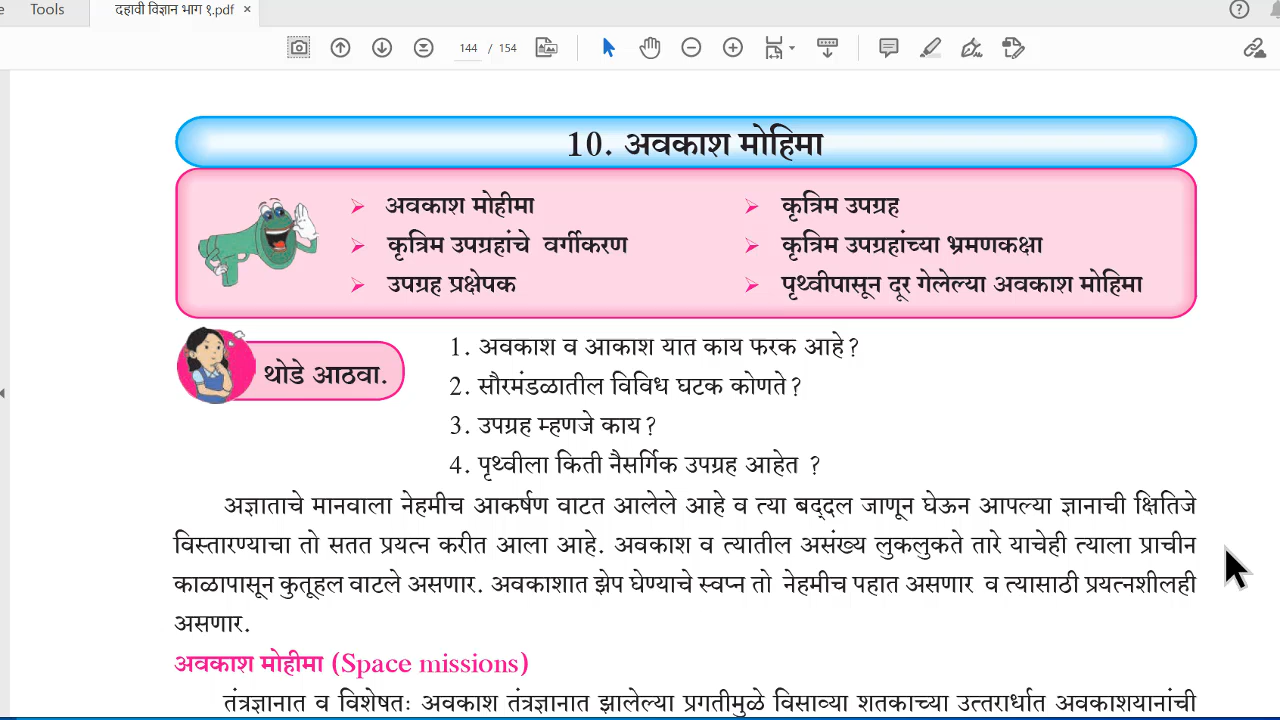 Tools
दहावी विज्ञान भाग १.pdf ×
144 / 154
10. अवकाश मोहिमा
➢ अवकाश मोहीमा
➢ कृत्रिम उपग्रह
➢ कृत्रिम उपग्रहांचे वर्गीकरण
➢ कृत्रिम उपग्रहांच्या भ्रमणकक्षा
➢ उपग्रह प्रक्षेपक
➢ पृथ्वीपासून दूर गेलेल्या अवकाश मोहिमा
थोडे आठवा.
1. अवकाश व आकाश यात काय फरक आहे?
2. सौरमंडळातील विविध घटक कोणते?
3. उपग्रह म्हणजे काय?
4. पृथ्वीला किती नैसर्गिक उपग्रह आहेत ?
अज्ञाताचे मानवाला नेहमीच आकर्षण वाटत आलेले आहे व त्या बद्‌दल जाणून घेऊन आपल्या ज्ञानाची क्षितिजे
विस्तारण्याचा तो सतत प्रयत्न करीत आला आहे. अवकाश व त्यातील असंख्य लुकलुकते तारे याचेही त्याला प्राचीन
काळापासून कुतूहल वाटले असणार. अवकाशात झेप घेण्याचे स्वप्न तो नेहमीच पहात असणार व त्यासाठी प्रयत्नशीलही
असणार.
अवकाश मोहीमा (Space missions)
तंत्रज्ञानात व विशेषतः अवकाश तंत्रज्ञानात झालेल्या प्रगतीमुळे विसाव्या शतकाच्या उत्तरार्धात अवकाशयानांची